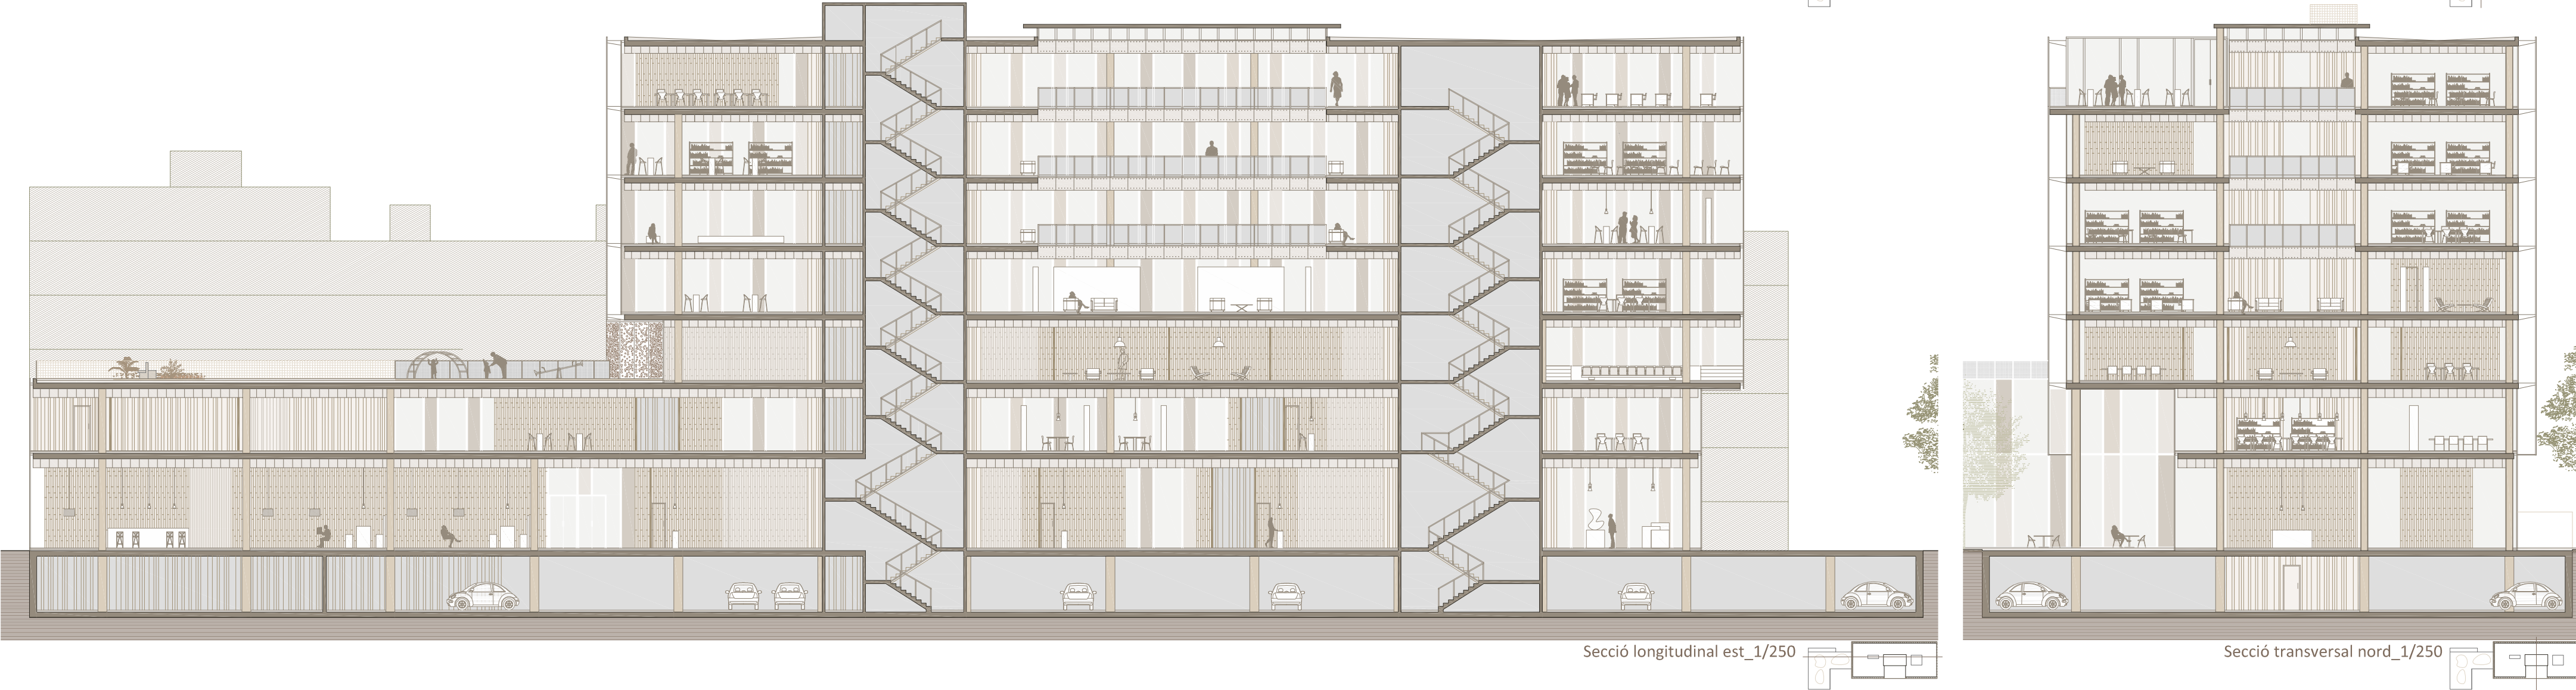 Secció longitudinal est_1/250
Secció transversal nord_1/250